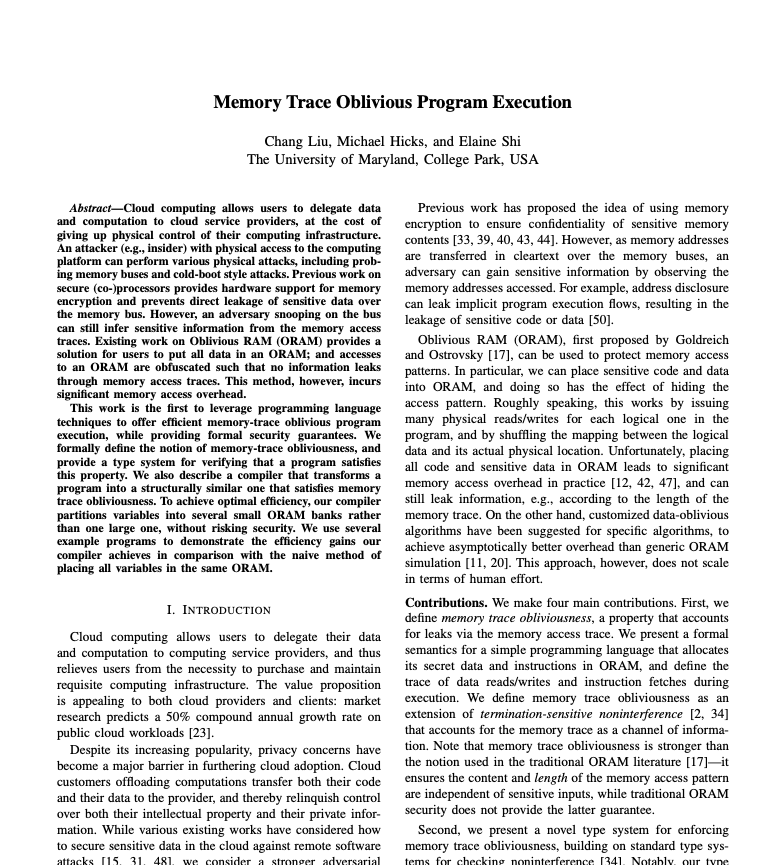 Memory Trace Oblivious Program Execution
Chang Liu, Michael Hicks, and Elaine Shi
The University of Maryland, College Park, USA
Abstract—Cloud computing allows users to delegate data
and computation to cloud service providers, at the cost of
giving up physical control of their computing infrastructure.
An attacker (e.g., insider) with physical access to the computing
platform can perform various physical attacks, including prob-
ing memory buses and cold-boot style attacks. Previous work on
secure (co-)processors provides hardware support for memory
encryption and prevents direct leakage of sensitive data over
the memory bus. However, an adversary snooping on the bus
can still infer sensitive information from the memory access
traces. Existing work on Oblivious RAM (ORAM) provides a
solution for users to put all data in an ORAM; and accesses
to an ORAM are obfuscated such that no information leaks
through memory access traces. This method, however, incurs
significant memory access overhead.
This work is the first to leverage programming language
techniques to offer efficient memory-trace oblivious program
execution, while providing formal security guarantees. We
formally define the notion of memory-trace obliviousness, and
provide a type system for verifying that a program satisfies
this property. We also describe a compiler that transforms a
program into a structurally similar one that satisfies memory
trace obliviousness. To achieve optimal efficiency, our compiler
partitions variables into several small ORAM banks rather
than one large one, without risking security. We use several
example programs to demonstrate the efficiency gains our
compiler achieves in comparison with the naive method of
placing all variables in the same ORAM.
I. INTRODUCTION
Cloud computing allows users to delegate their data
and computation to computing service providers, and thus
relieves users from the necessity to purchase and maintain
requisite computing infrastructure. The value proposition
is appealing to both cloud providers and clients: market
research predicts a 50% compound annual growth rate on
public cloud workloads [23].
Despite its increasing popularity, privacy concerns have
become a major barrier in furthering cloud adoption. Cloud
customers offloading computations transfer both their code
and their data to the provider, and thereby relinquish control
over both their intellectual property and their private infor-
mation. While various existing works have considered how
to secure sensitive data in the cloud against remote software
attacks [15, 31, 48], we consider a stronger adversarial
Previous work has proposed the idea of using memory
encryption to ensure confidentiality of sensitive memory
contents [33, 39, 40, 43, 44]. However, as memory addresses
are transferred in cleartext over the memory buses, an
adversary can gain sensitive information by observing the
memory addresses accessed. For example, address disclosure
can leak implicit program execution flows, resulting in the
leakage of sensitive code or data [50].
Oblivious RAM (ORAM), first proposed by Goldreich
and Ostrovsky [17], can be used to protect memory access
patterns. In particular, we can place sensitive code and data
into ORAM, and doing so has the effect of hiding the
access pattern. Roughly speaking, this works by issuing
many physical reads/writes for each logical one in the
program, and by shuffling the mapping between the logical
data and its actual physical location. Unfortunately, placing
all code and sensitive data in ORAM leads to significant
memory access overhead in practice [12, 42, 47], and can
still leak information, e.g., according to the length of the
memory trace. On the other hand, customized data-oblivious
algorithms have been suggested for specific algorithms, to
achieve asymptotically better overhead than generic ORAM
simulation [11, 20]. This approach, however, does not scale
in terms of human effort.
Contributions. We make four main contributions. First, we
define memory trace obliviousness, a property that accounts
for leaks via the memory access trace. We present a formal
semantics for a simple programming language that allocates
its secret data and instructions in ORAM, and define the
trace of data reads/writes and instruction fetches during
execution. We define memory trace obliviousness as an
extension of termination-sensitive noninterference [2, 34]
that accounts for the memory trace as a channel of informa-
tion. Note that memory trace obliviousness is stronger than
the notion used in the traditional ORAM literature [17]—it
ensures the content and length of the memory access pattern
are independent of sensitive inputs, while traditional ORAM
security does not provide the latter guarantee.
Second, we present a novel type system for enforcing
memory trace obliviousness, building on standard type sys-
tems for checking noninterference [34]. Notably, our type